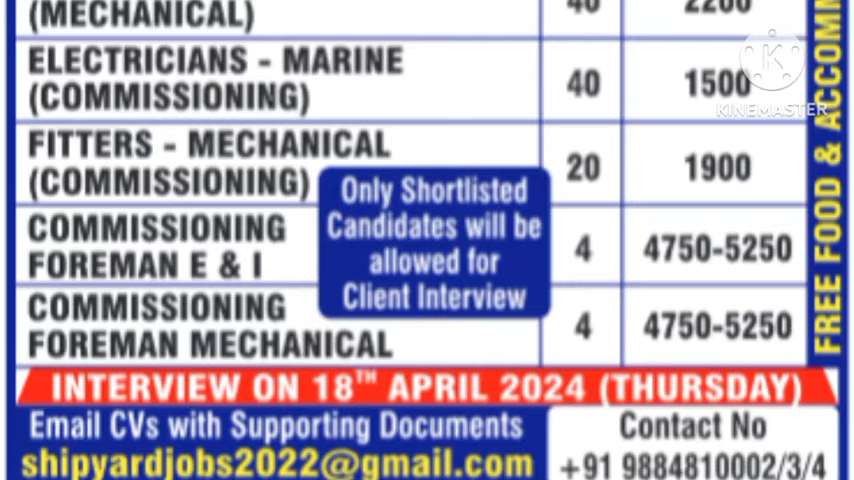 (MECHANICAL)
40
2200
ELECTRICIANS - MARINE
(COMMISSIONING)
40
1500
FITTERS - MECHANICAL
(COMMISSIONING)
20
1900
Only Shortlisted
Candidates will be
allowed for
Client Interview
COMMISSIONING
FOREMAN E & I
4
4750-5250
COMMISSIONING
FOREMAN MECHANICAL
4
4750-5250
FREE FOOD &
K
KINEMASTER
INTERVIEW ON 18TH APRIL 2024 (THURSDAY)
Email CVs with Supporting Documents
shipyardjobs2022@gmail.com
Contact No
+91 9884810002/3/4